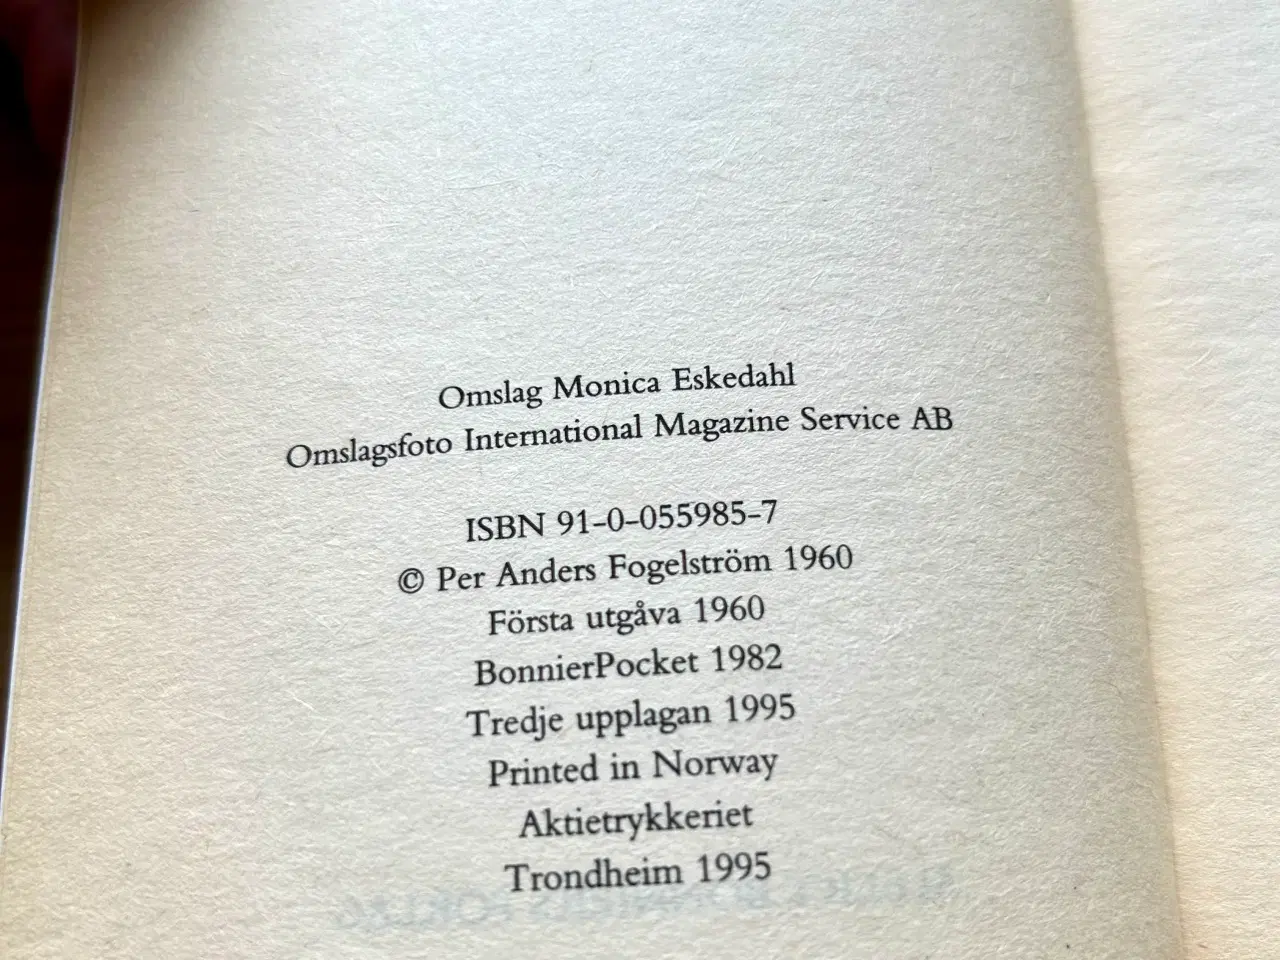 Omslag Monica Eskedahl
Omslagsfoto International Magazine Service AB
ISBN 91-0-055985-7
© Per Anders Fogelström 1960
Första utgåva 1960
BonnierPocket 1982
Tredje upplagan 1995
Printed in Norway
Aktietrykkeriet
Trondheim 1995